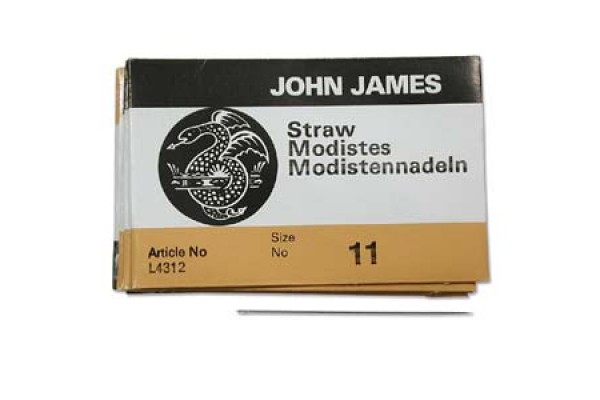 JOHN JAMES
Straw
Modistes
Modistennadeln
Article No
L4312
Size
No
11